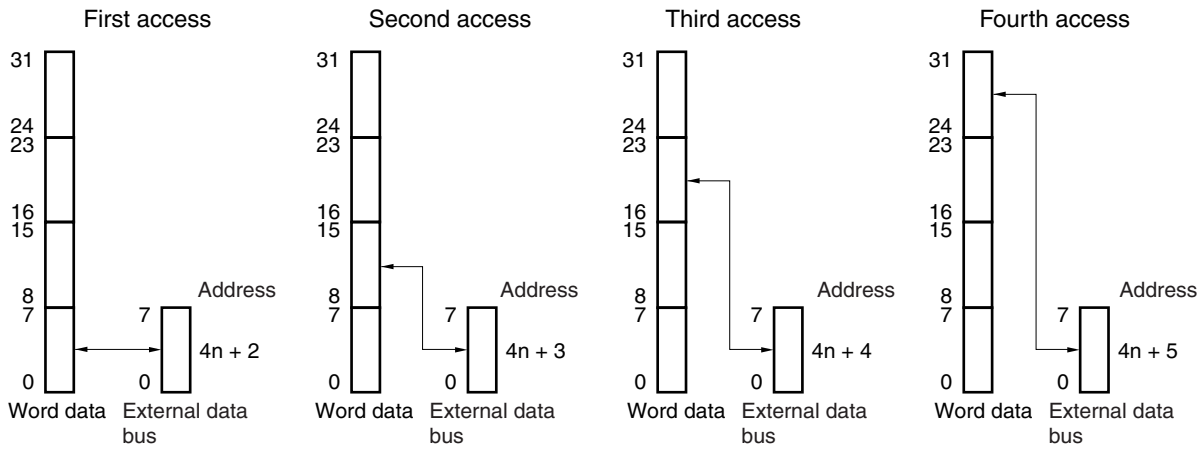 First access
31
24
23
16
15
8
7
0
Address
7
4n + 2
0
Word data
External data
bus
Second access
31
24
23
16
15
8
7
0
Address
7
4n + 3
0
Word data
External data
bus
Third access
31
24
23
16
15
8
7
0
Address
7
4n + 4
0
Word data
External data
bus
Fourth access
31
24
23
16
15
8
7
0
Address
7
4n + 5
0
Word data
External data
bus